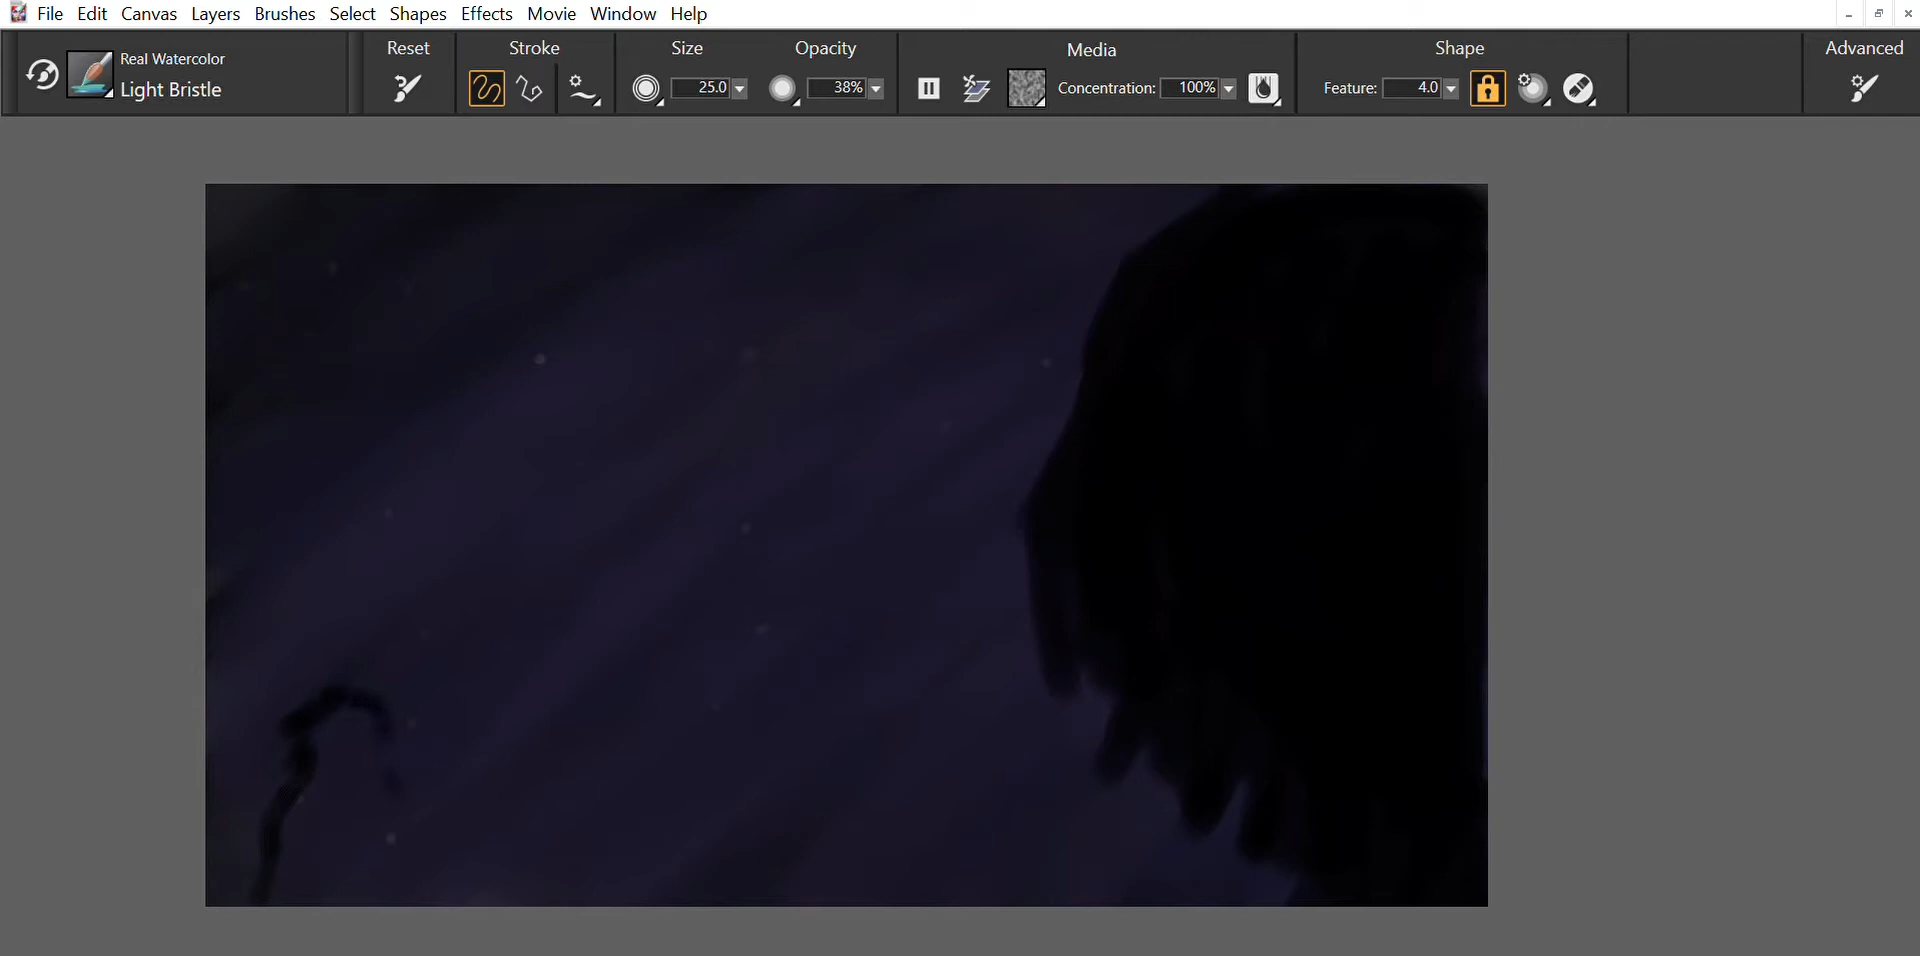 File Edit Canvas Layers Brushes Select Shapes Effects Movie Window Help
Real Watercolor
Light Bristle
Reset
Stroke
Size
25.0
Opacity
38%
Media
Concentration: 100%
Shape
Feature: 4.0
Advanced